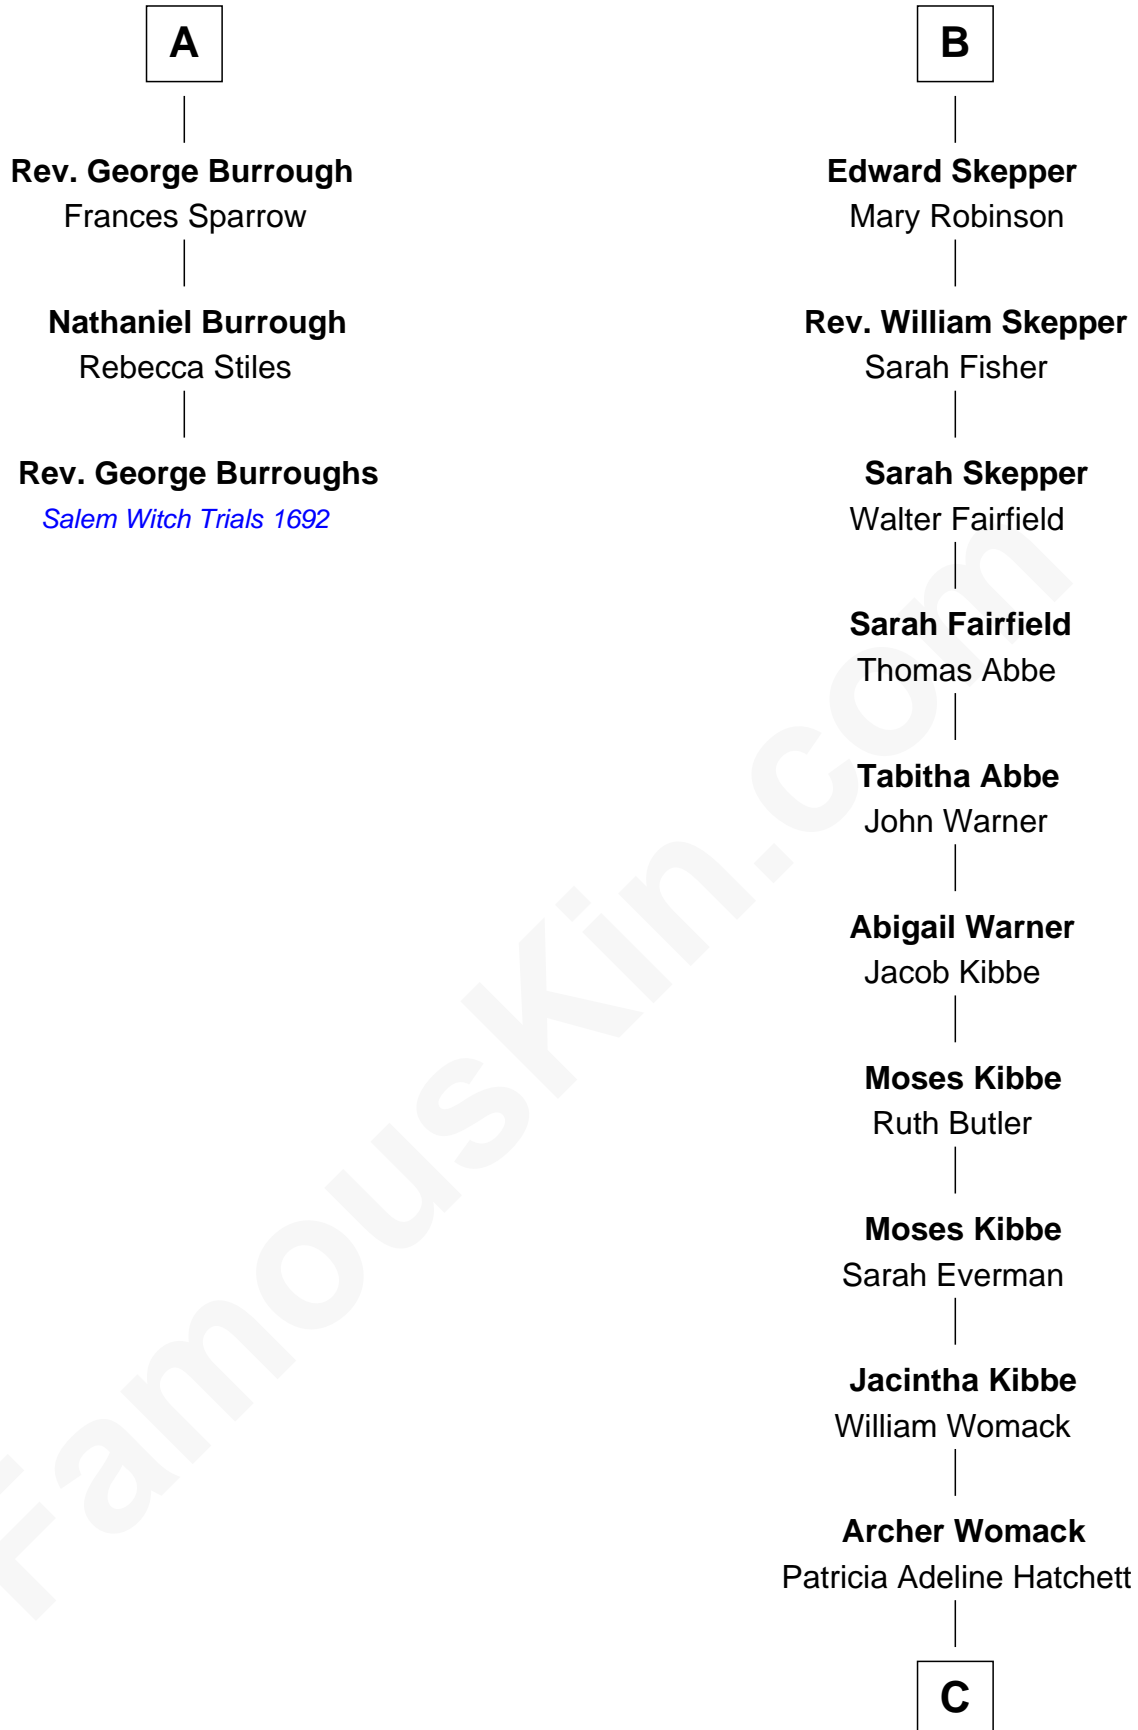 A
Rev. George Burrough
Frances Sparrow
Nathaniel Burrough
Rebecca Stiles
Rev. George Burroughs
Salem Witch Trials 1692
B
Edward Skepper
Mary Robinson
Rev. William Skepper
Sarah Fisher
Sarah Skepper
Walter Fairfield
Sarah Fairfield
Thomas Abbe
Tabitha Abbe
John Warner
Abigail Warner
Jacob Kibbe
Moses Kibbe
Ruth Butler
Moses Kibbe
Sarah Everman
Jacintha Kibbe
William Womack
Archer Womack
Patricia Adeline Hatchett
C
FamousKin.com